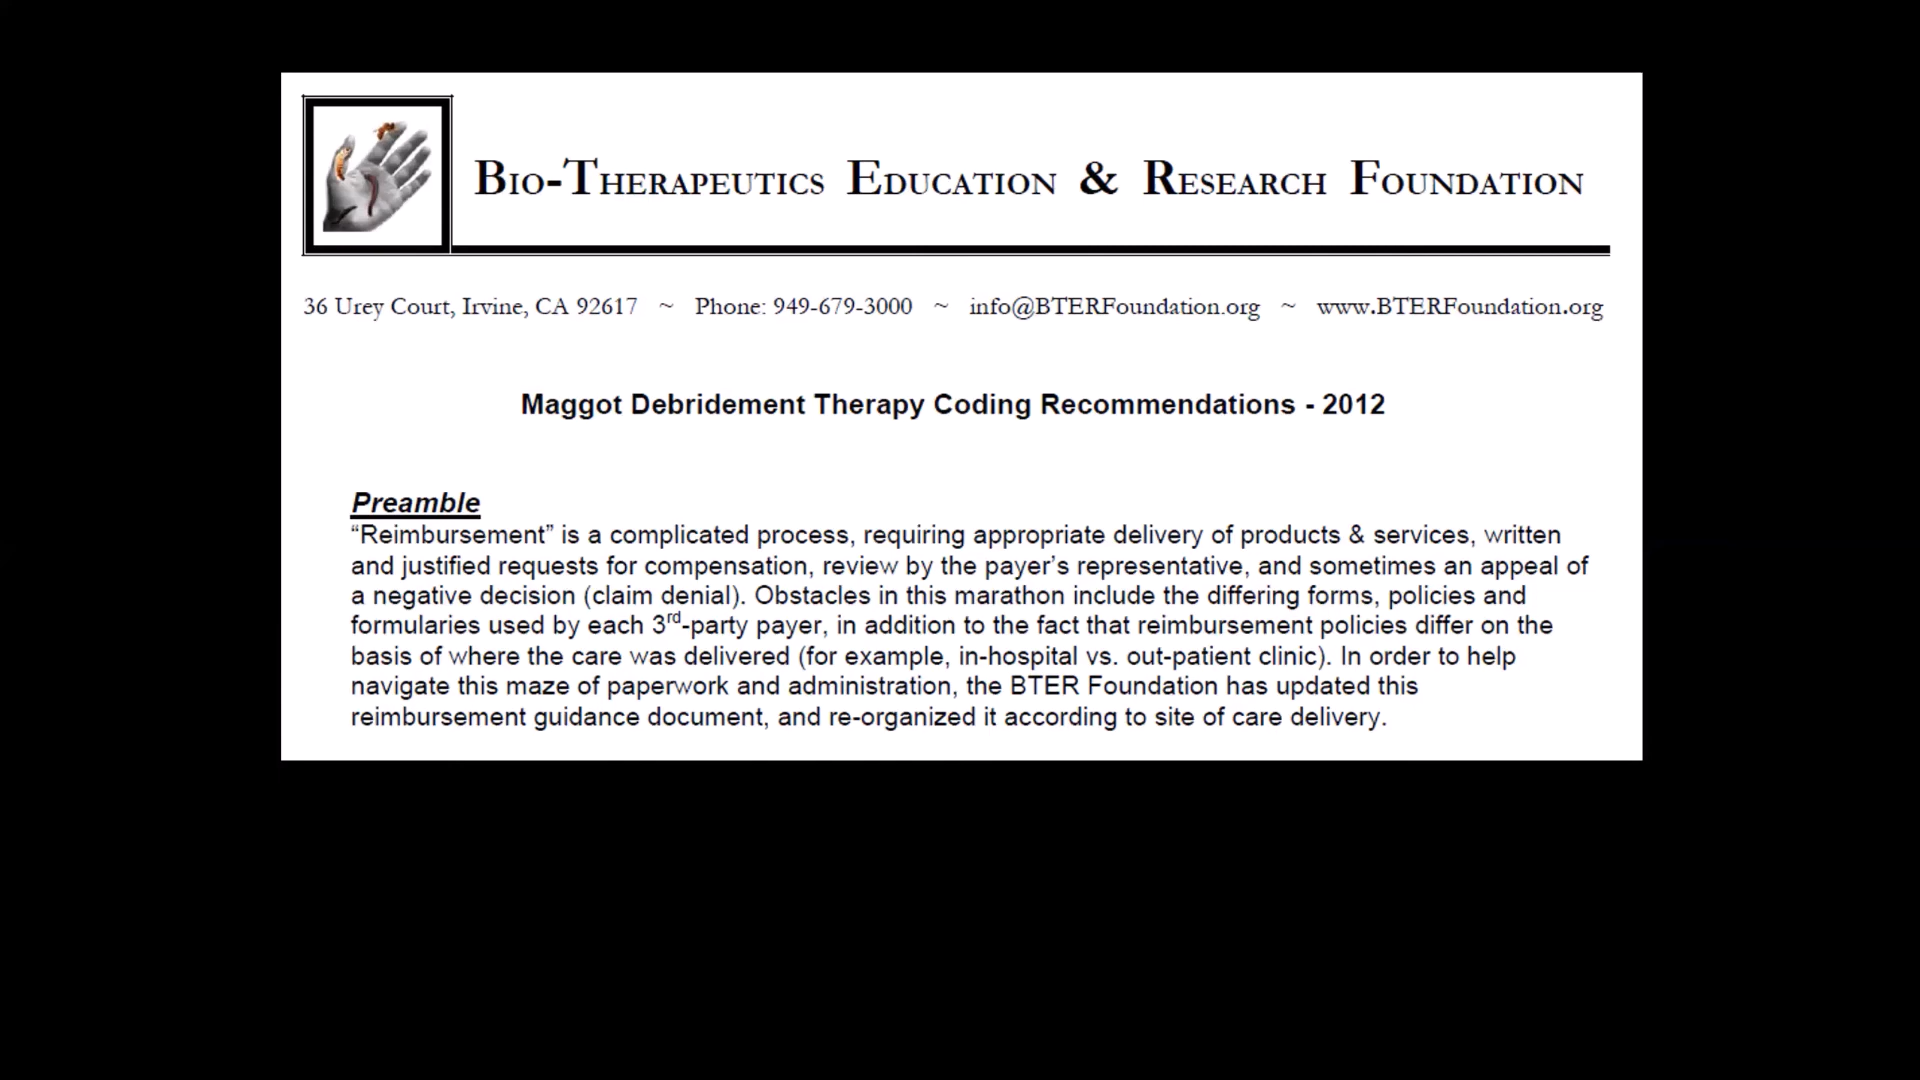 BIO-THERAPEUTICS EDUCATION & RESEARCH FOUNDATION
36 Urey Court, Irvine, CA 92617 ~ Phone: 949-679-3000 ~ info@BTERFoundation.org ~ www.BTERFoundation.org
Maggot Debridement Therapy Coding Recommendations - 2012
Preamble
“Reimbursement” is a complicated process, requiring appropriate delivery of products & services, written
and justified requests for compensation, review by the payer’s representative, and sometimes an appeal of
a negative decision (claim denial). Obstacles in this marathon include the differing forms, policies and
formularies used by each 3rd-party payer, in addition to the fact that reimbursement policies differ on the
basis of where the care was delivered (for example, in-hospital vs. out-patient clinic). In order to help
navigate this maze of paperwork and administration, the BTER Foundation has updated this
reimbursement guidance document, and re-organized it according to site of care delivery.